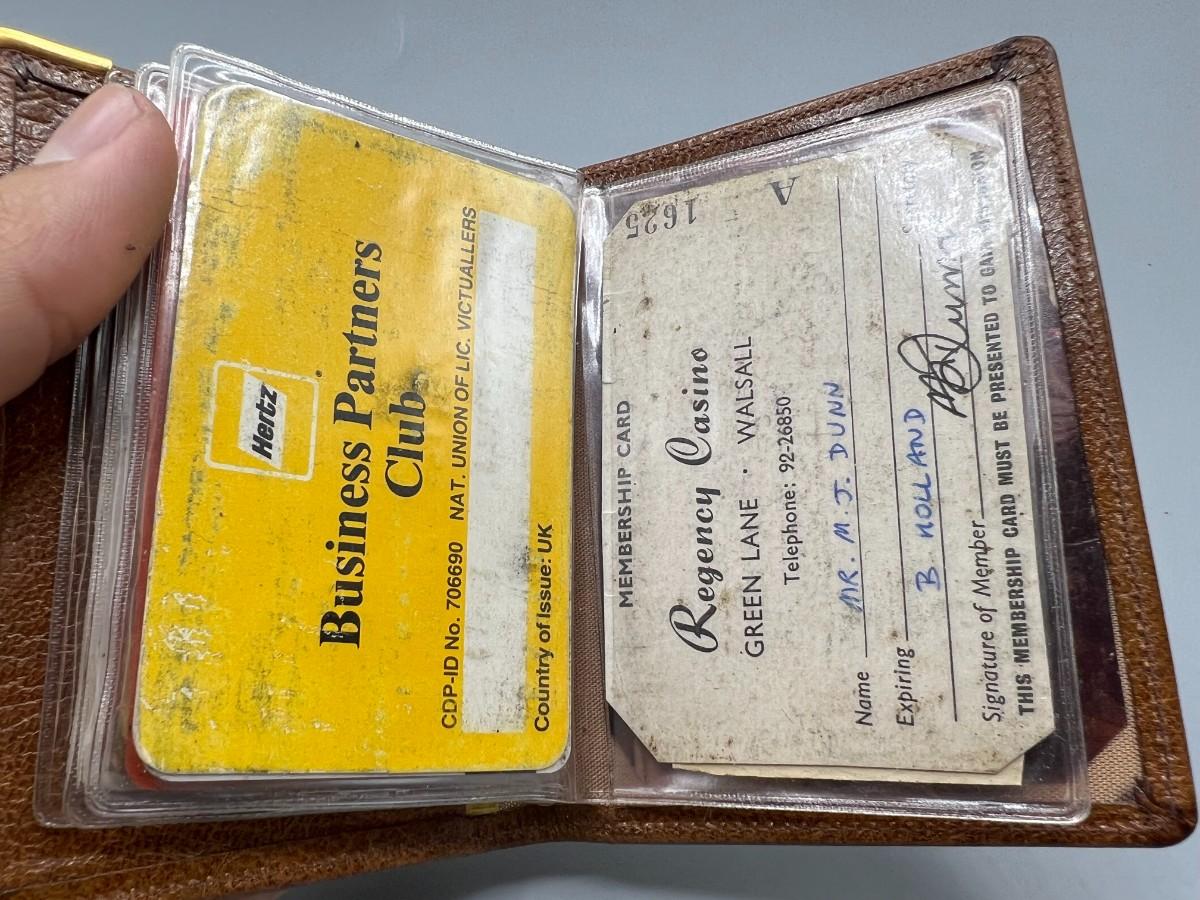 Hertz
Business Partners
Club
CDP-ID No. 706690 NAT. UNION OF LIC. VICTUALLERS
Country of Issue: UK
1625 A
MEMBERSHIP CARD
Regency Casino
GREEN LANE · WALSALL
Telephone: 92-26850
Name MR. M. J. DUNN
Expiring
B HOLLAND
Signature of Member
THIS MEMBERSHIP CARD MUST BE PRESENTED TO GAIN